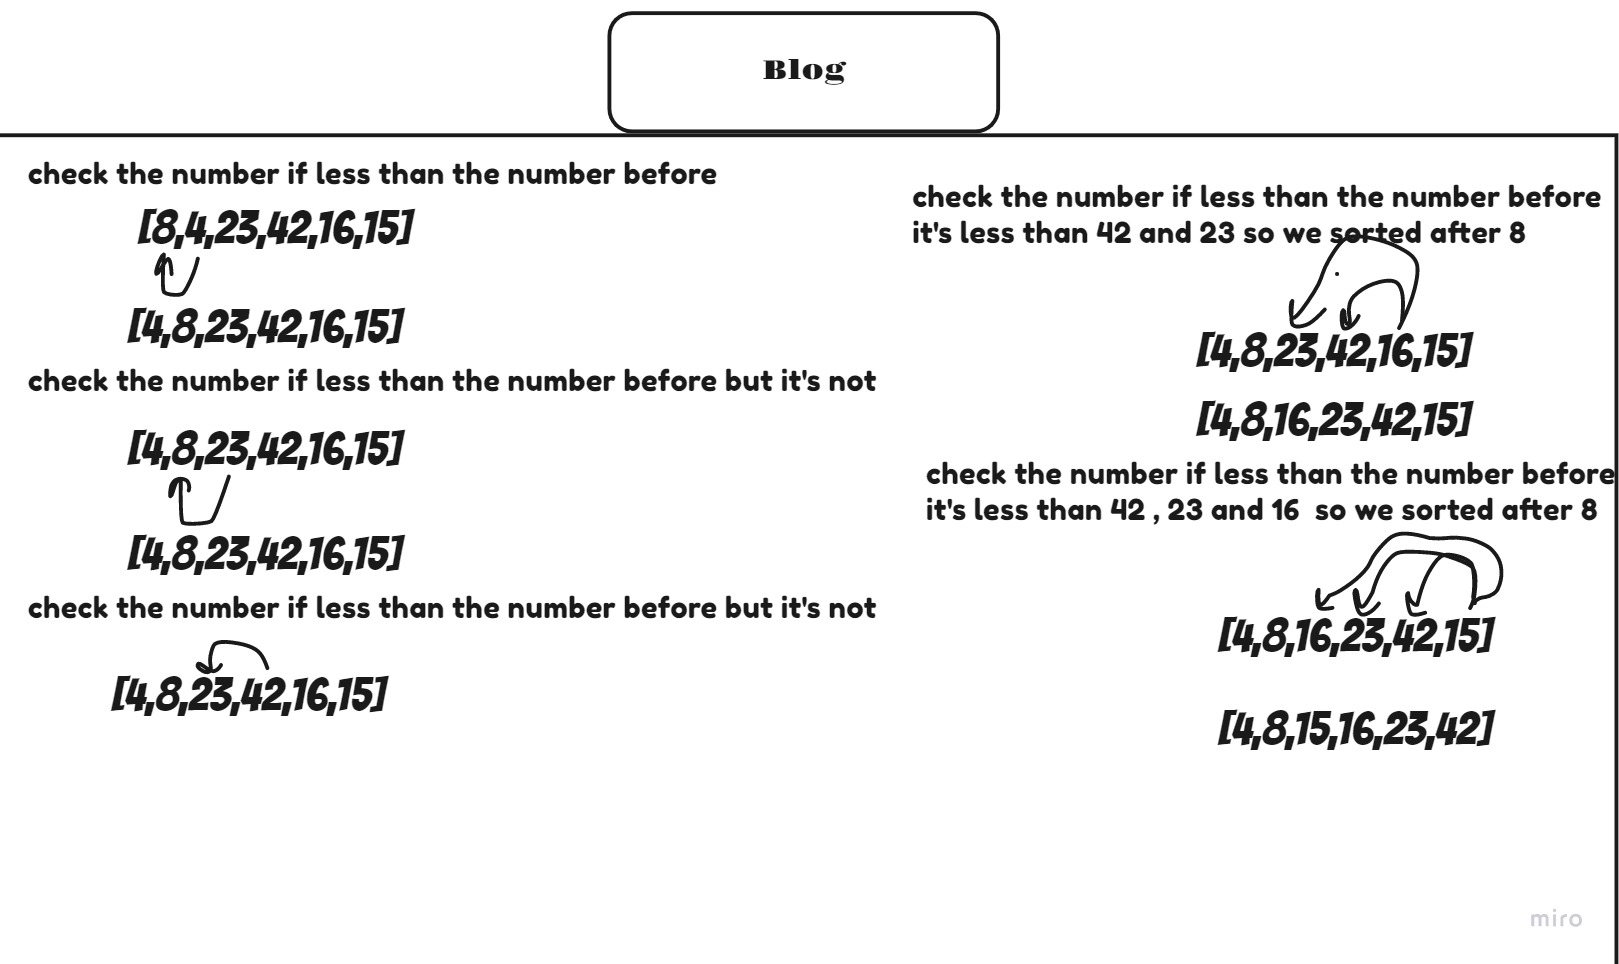 Blog
check the number if less than the number before
[8,4,23,42,16,15]
[4,8,23,42,16,15]
check the number if less than the number before but it's not
[4,8,23,42,16,15]
[4,8,23,42,16,15]
check the number if less than the number before but it's not
[4,8,23,42,16,15]
check the number if less than the number before
it's less than 42 and 23 so we sorted after 8
[4,8,23,42,16,15]
[4,8,16,23,42,15]
check the number if less than the number before
it's less than 42 , 23 and 16 so we sorted after 8
[4,8,16,23,42,15]
[4,8,15,16,23,42]
miro